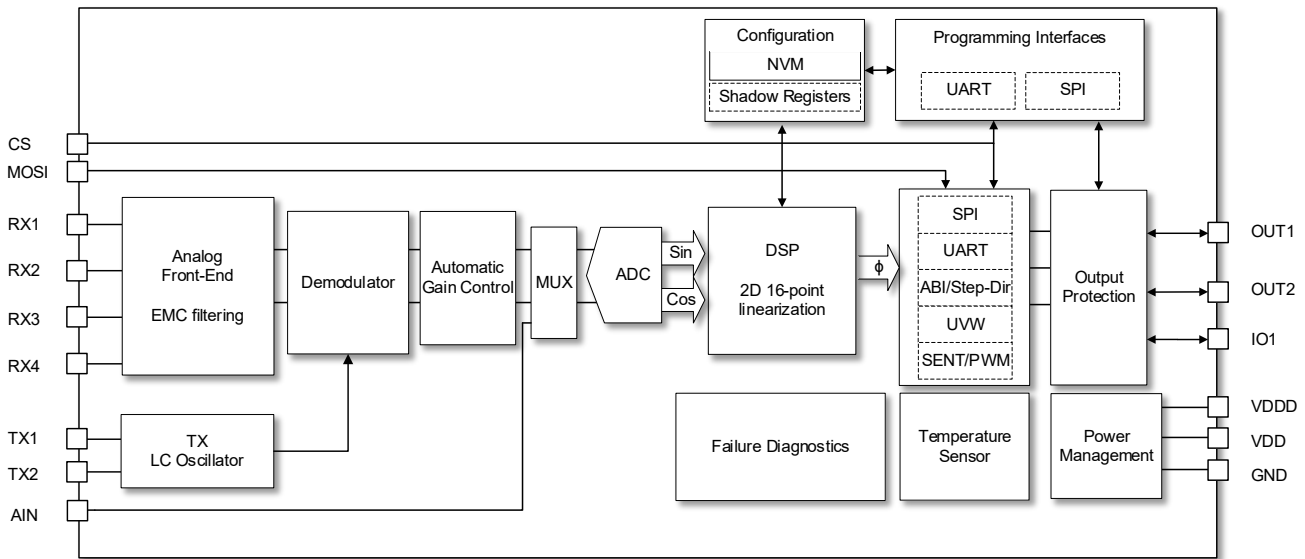 Configuration
NVM
Shadow Registers
Programming Interfaces
UART
SPI
CS
MOSI
RX1
RX2
RX3
RX4
TX1
TX2
AIN
Analog
Front-End
EMC filtering
TX
LC Oscillator
Demodulator
Automatic
Gain Control
MUX
ADC
Sin
Cos
DSP
2D 16-point
linearization
ϕ
SPI
UART
ABI/Step-Dir
UVW
SENT/PWM
Output
Protection
Failure Diagnostics
Temperature
Sensor
Power
Management
OUT1
OUT2
IO1
VDDD
VDD
GND